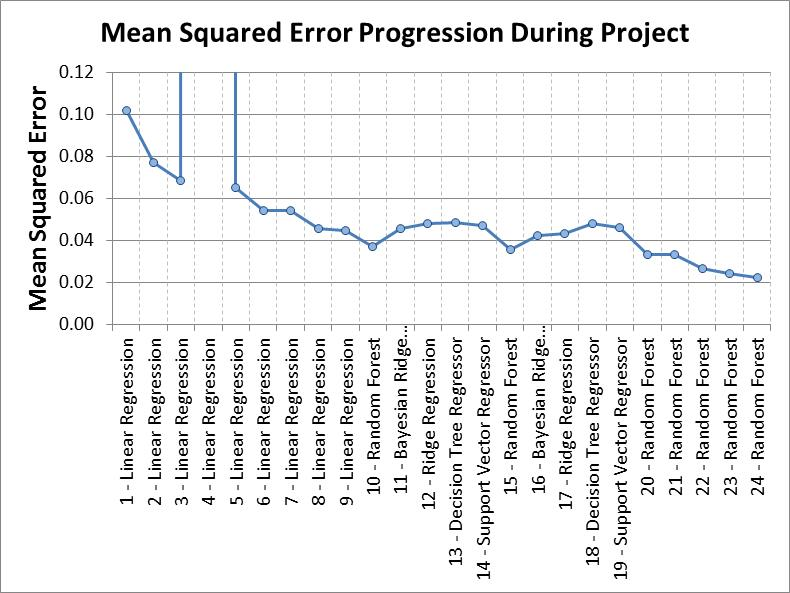 Mean Squared Error Progression During Project
Mean Squared Error
0.12
0.10
0.08
0.06
0.04
0.02
0.00
1 - Linear Regression
2 - Linear Regression
3 - Linear Regression
4 - Linear Regression
5 - Linear Regression
6 - Linear Regression
7 - Linear Regression
8 - Linear Regression
9 - Linear Regression
10 - Random Forest
11 - Bayesian Ridge...
12 - Ridge Regression
13 - Decision Tree Regressor
14 - Support Vector Regressor
15 - Random Forest
16 - Bayesian Ridge...
17 - Ridge Regression
18 - Decision Tree Regressor
19 - Support Vector Regressor
20 - Random Forest
21 - Random Forest
22 - Random Forest
23 - Random Forest
24 - Random Forest